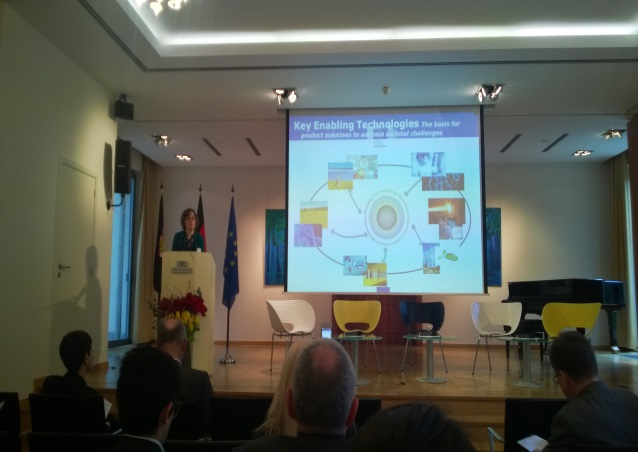 Key Enabling Technologies The basis for
product solutions to address societal challenges